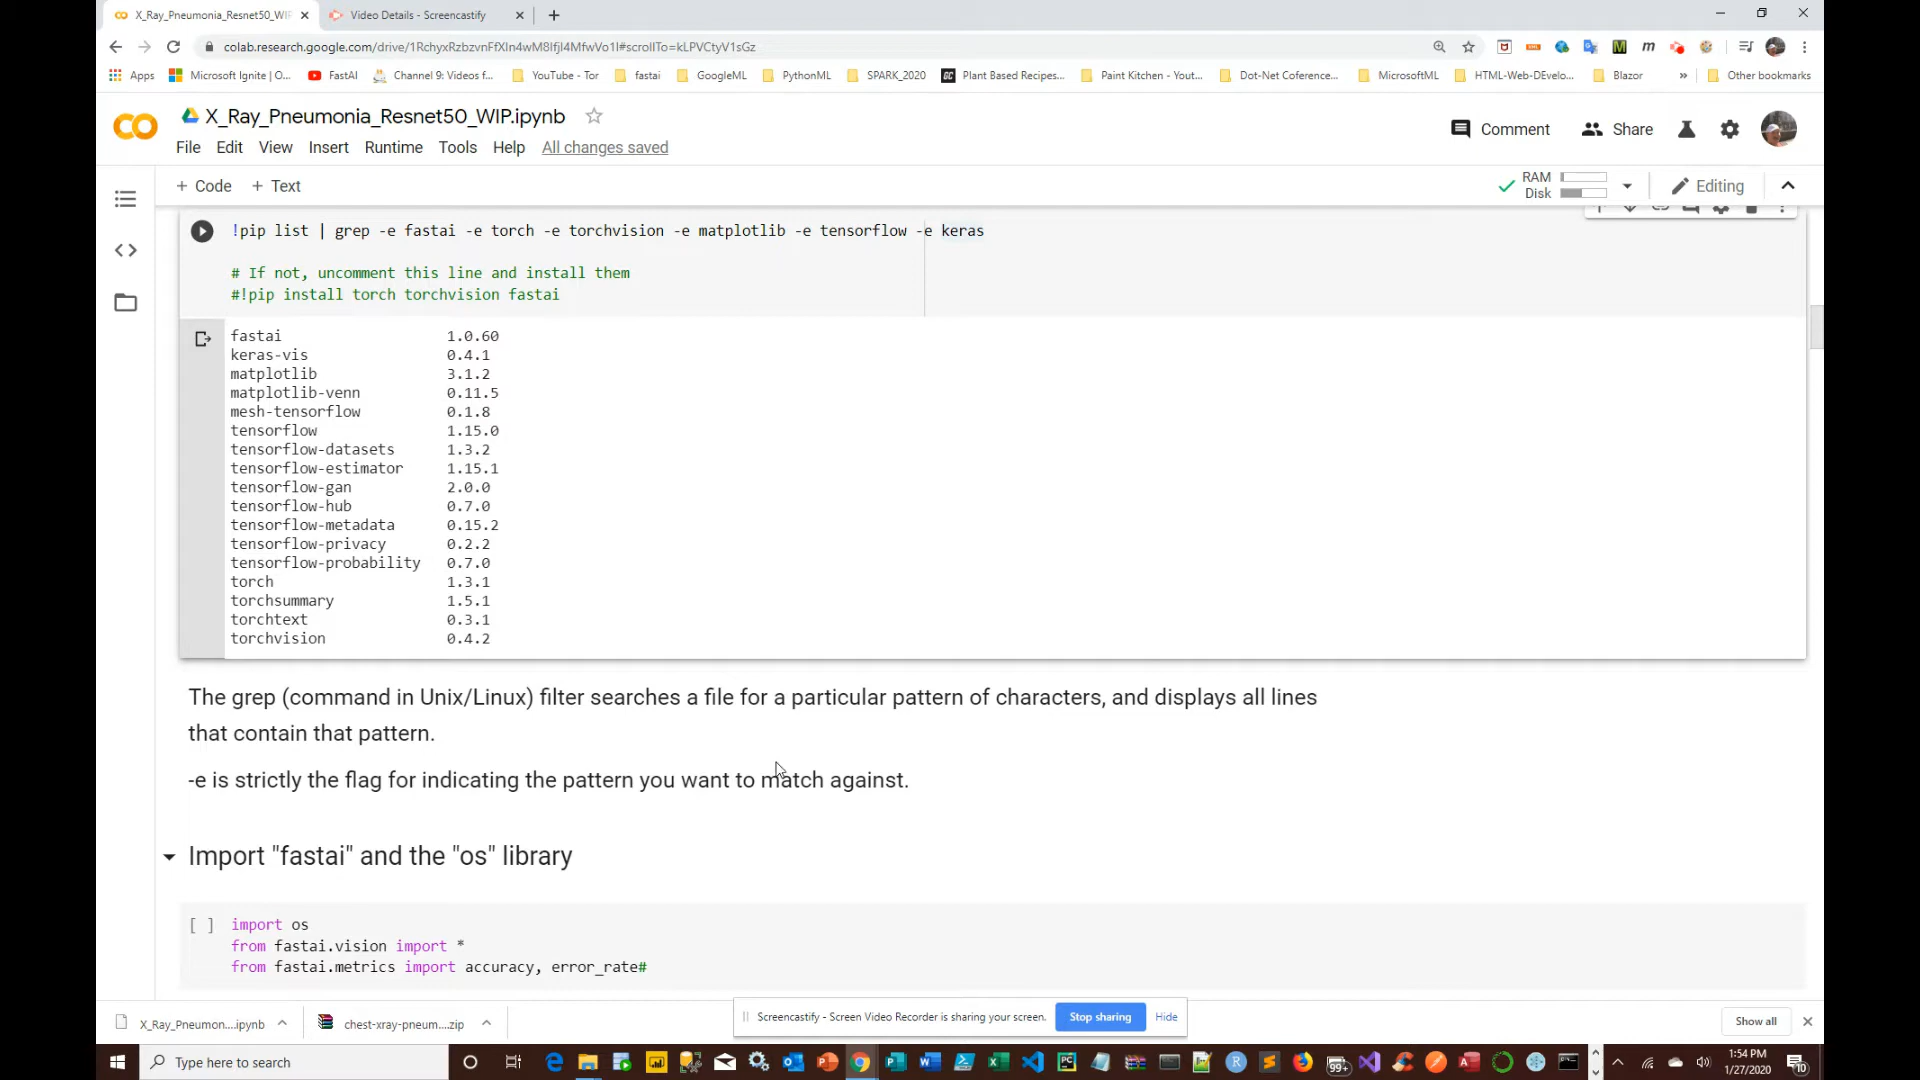 X_Ray_Pneumonia_Resnet50_WIP
Video Details - Screencastify
colab.research.google.com/drive/1RchyxRzbzvnFfXIn4wM8lfjI4MfwVo1I#scrollTo=kLPVCtyV1sGz
Apps Microsoft Ignite | O... FastAI Channel 9: Videos f... YouTube - Tor fastai GoogleML PythonML SPARK_2020 Plant Based Recipes... Paint Kitchen - Yout... Dot-Net Coference... MicrosoftML HTML-Web-DEvelo... Blazor » Other bookmarks
X_Ray_Pneumonia_Resnet50_WIP.ipynb
Comment Share
File Edit View Insert Runtime Tools Help All changes saved
+ Code + Text
RAM
Disk
Editing
!pip list | grep -e fastai -e torch -e torchvision -e matplotlib -e tensorflow -e keras
# If not, uncomment this line and install them
#!pip install torch torchvision fastai
fastai 1.0.60
keras-vis 0.4.1
matplotlib 3.1.2
matplotlib-venn 0.11.5
mesh-tensorflow 0.1.8
tensorflow 1.15.0
tensorflow-datasets 1.3.2
tensorflow-estimator 1.15.1
tensorflow-gan 2.0.0
tensorflow-hub 0.7.0
tensorflow-metadata 0.15.2
tensorflow-privacy 0.2.2
tensorflow-probability 0.7.0
torch 1.3.1
torchsummary 1.5.1
torchtext 0.3.1
torchvision 0.4.2
The grep (command in Unix/Linux) filter searches a file for a particular pattern of characters, and displays all lines
that contain that pattern.
-e is strictly the flag for indicating the pattern you want to match against.
Import "fastai" and the "os" library
[ ] import os
from fastai.vision import *
from fastai.metrics import accuracy, error_rate#
X_Ray_Pneumon....ipynb
chest-xray-pneum....zip
Screencastify - Screen Video Recorder is sharing your screen. Stop sharing Hide
Show all
Type here to search
99+
1:54 PM
1/27/2020
10